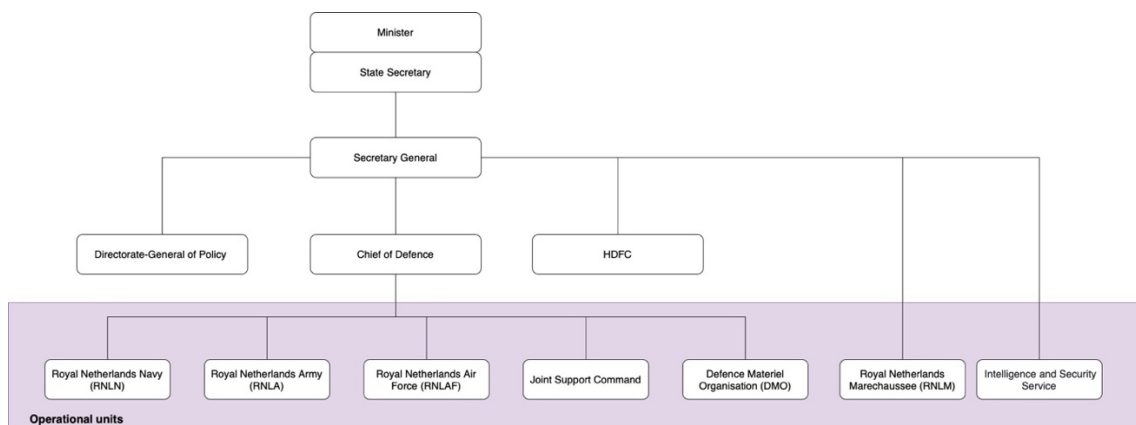 Minister
State Secretary
Secretary General
Directorate-General of Policy
Chief of Defence
HDFC
Royal Netherlands Navy
(RNLN)
Royal Netherlands Army
(RNLA)
Royal Netherlands Air
Force (RNLAF)
Joint Support Command
Defence Materiel
Organisation (DMO)
Royal Netherlands
Marechaussee (RNLM)
Intelligence and Security
Service
Operational units